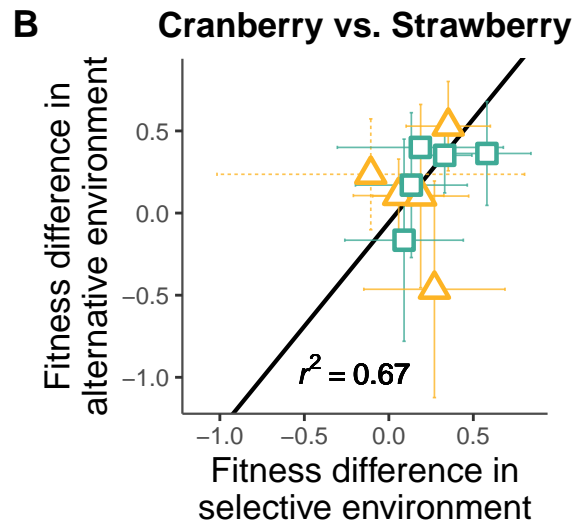 B
Cranberry vs. Strawberry
Fitness difference in
alternative environment
0.5
0.0
−0.5
−1.0
r² = 0.67
−1.0 −0.5 0.0 0.5
Fitness difference in
selective environment